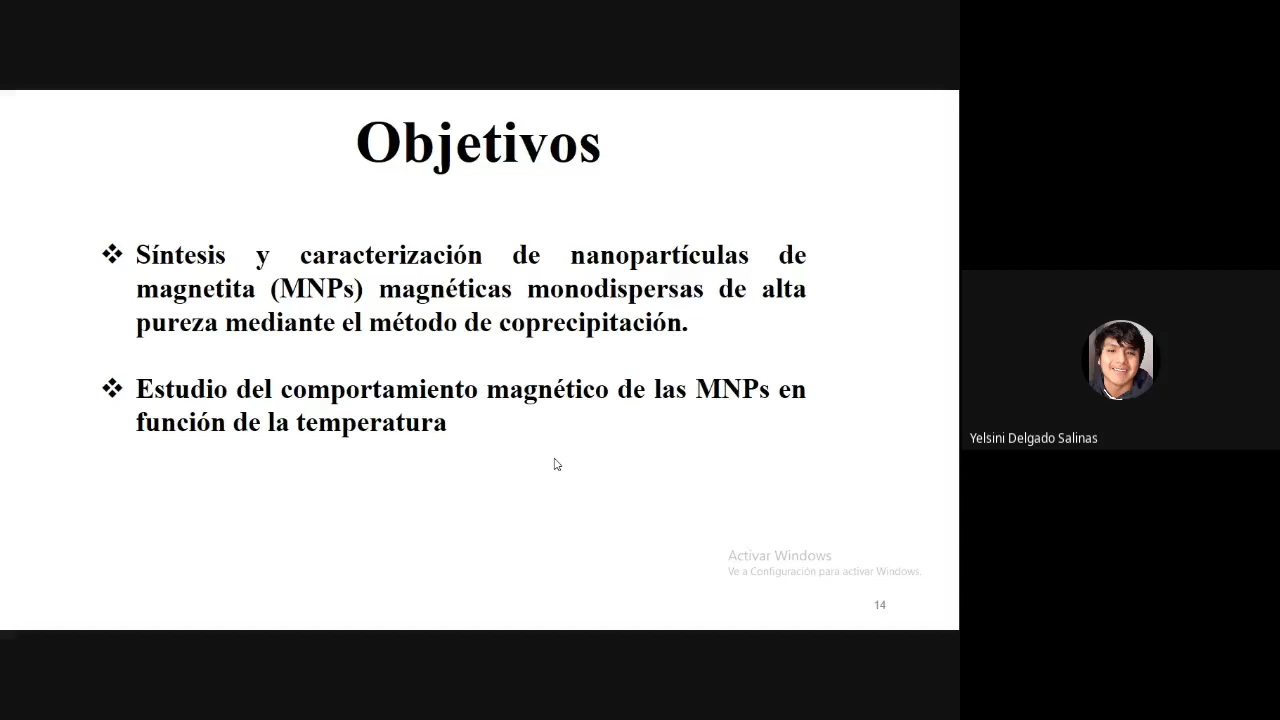 Objetivos
❖ Síntesis y caracterización de nanopartículas de
magnetita (MNPs) magnéticas monodispersas de alta
pureza mediante el método de coprecipitación.
❖ Estudio del comportamiento magnético de las MNPs en
función de la temperatura
Activar Windows
Ve a Configuración para activar Windows.
14
Yelsini Delgado Salinas